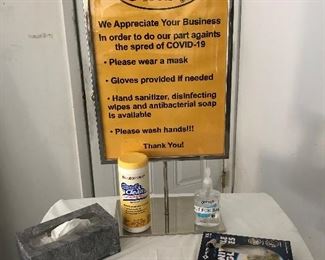 We Appreciate Your Business
In order to do our part againts
the spred of COVID-19
• Please wear a mask
• Gloves provided if needed
• Hand sanitizer, disinfecting
wipes and antibacterial soap
is available
• Please wash hands!!!
Thank You!